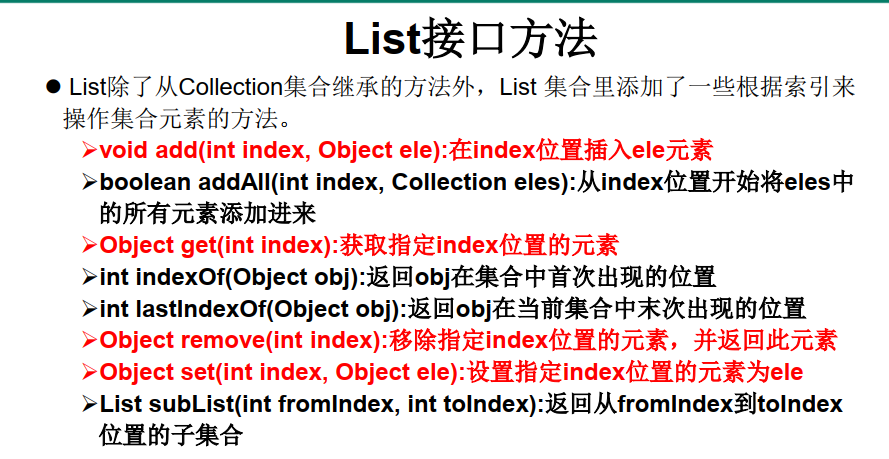 List接口方法
● List除了从Collection集合继承的方法外，List 集合里添加了一些根据索引来
操作集合元素的方法。
➢void add(int index, Object ele):在index位置插入ele元素
➢boolean addAll(int index, Collection eles):从index位置开始将eles中
的所有元素添加进来
➢Object get(int index):获取指定index位置的元素
➢int indexOf(Object obj):返回obj在集合中首次出现的位置
➢int lastIndexOf(Object obj):返回obj在当前集合中末次出现的位置
➢Object remove(int index):移除指定index位置的元素，并返回此元素
➢Object set(int index, Object ele):设置指定index位置的元素为ele
➢List subList(int fromIndex, int toIndex):返回从fromIndex到toIndex
位置的子集合